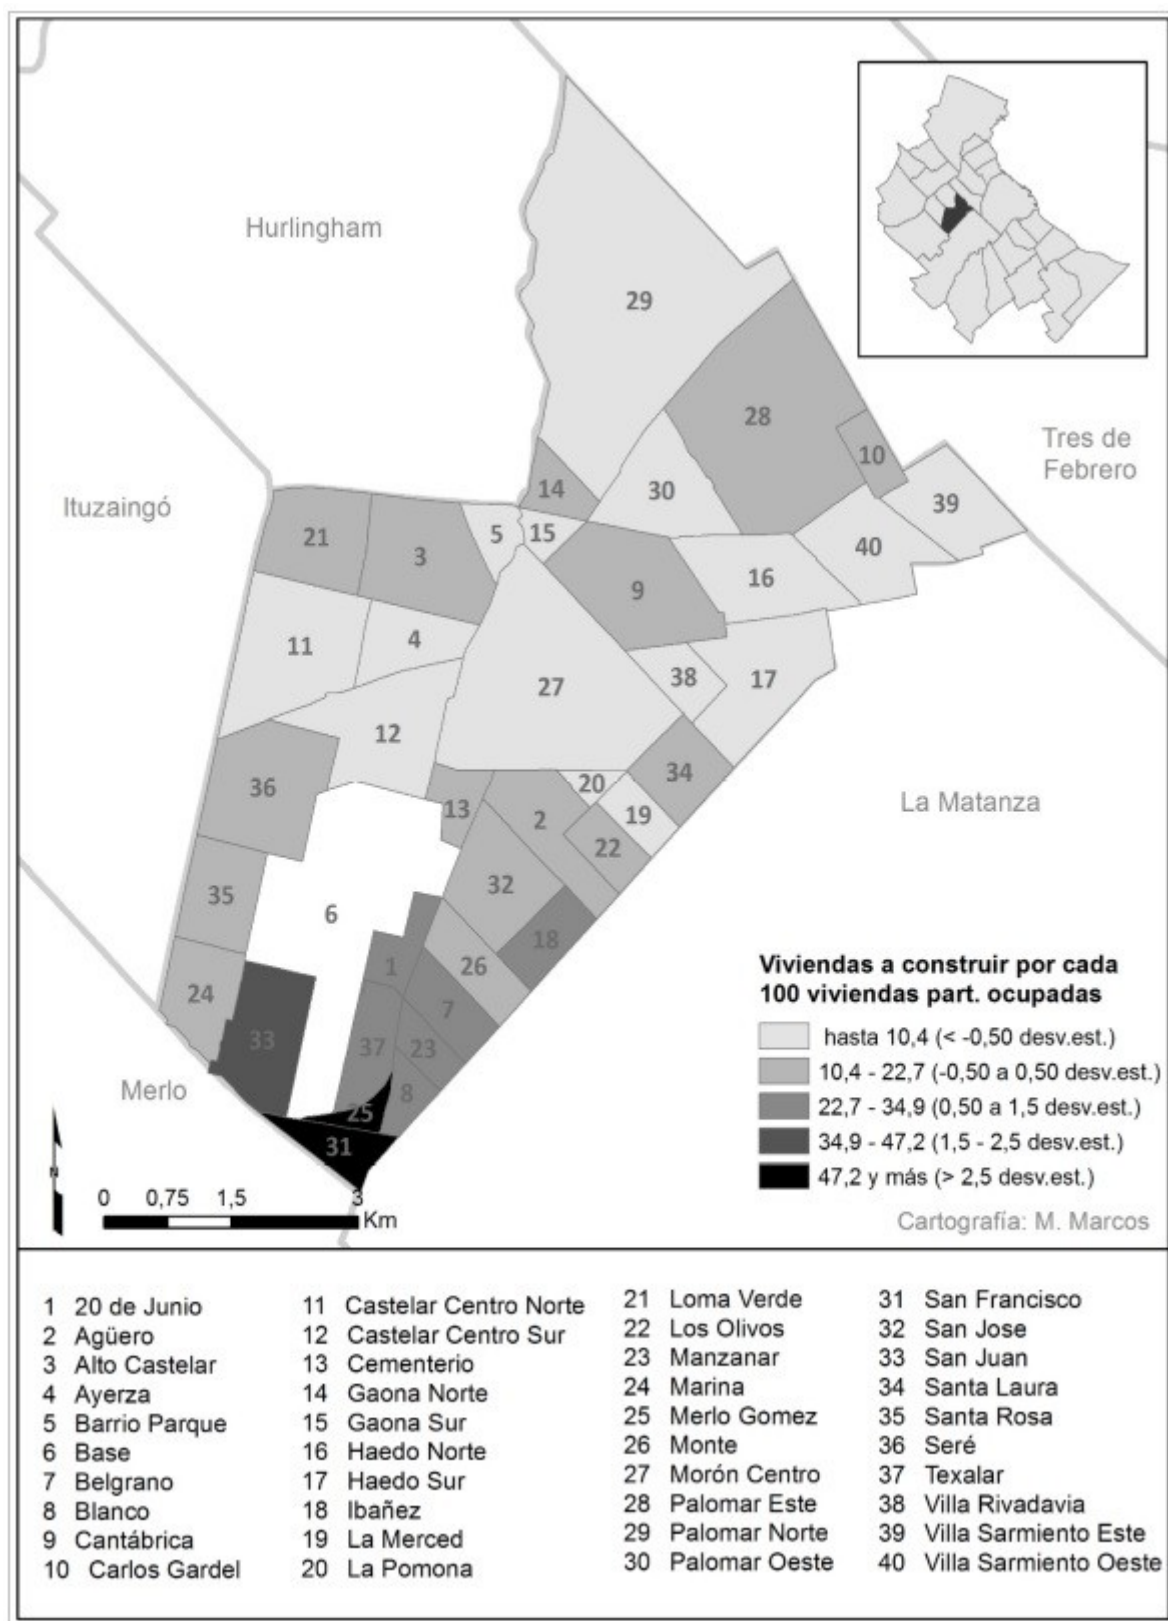 Hurlingham
29
28
Tres de
Febrero
10
39
14
30
Ituzaingó
21
3
5
15
40
16
9
11
4
38
17
27
12
36
20
34
La Matanza
13
2
19
22
35
32
6
18
1
26
24
7
33
37
23
Merlo
8
25
31
Viviendas a construir por cada
100 viviendas part. ocupadas
hasta 10,4 (< -0,50 desv.est.)
10,4 - 22,7 (-0,50 a 0,50 desv.est.)
22,7 - 34,9 (0,50 a 1,5 desv.est.)
34,9 - 47,2 (1,5 - 2,5 desv.est.)
47,2 y más (> 2,5 desv.est.)
N
0 0,75 1,5 3
Km
Cartografía: M. Marcos
1 20 de Junio
2 Agüero
3 Alto Castelar
4 Ayerza
5 Barrio Parque
6 Base
7 Belgrano
8 Blanco
9 Cantábrica
10 Carlos Gardel
11 Castelar Centro Norte
12 Castelar Centro Sur
13 Cementerio
14 Gaona Norte
15 Gaona Sur
16 Haedo Norte
17 Haedo Sur
18 Ibañez
19 La Merced
20 La Pomona
21 Loma Verde
22 Los Olivos
23 Manzanar
24 Marina
25 Merlo Gomez
26 Monte
27 Morón Centro
28 Palomar Este
29 Palomar Norte
30 Palomar Oeste
31 San Francisco
32 San Jose
33 San Juan
34 Santa Laura
35 Santa Rosa
36 Seré
37 Texalar
38 Villa Rivadavia
39 Villa Sarmiento Este
40 Villa Sarmiento Oeste